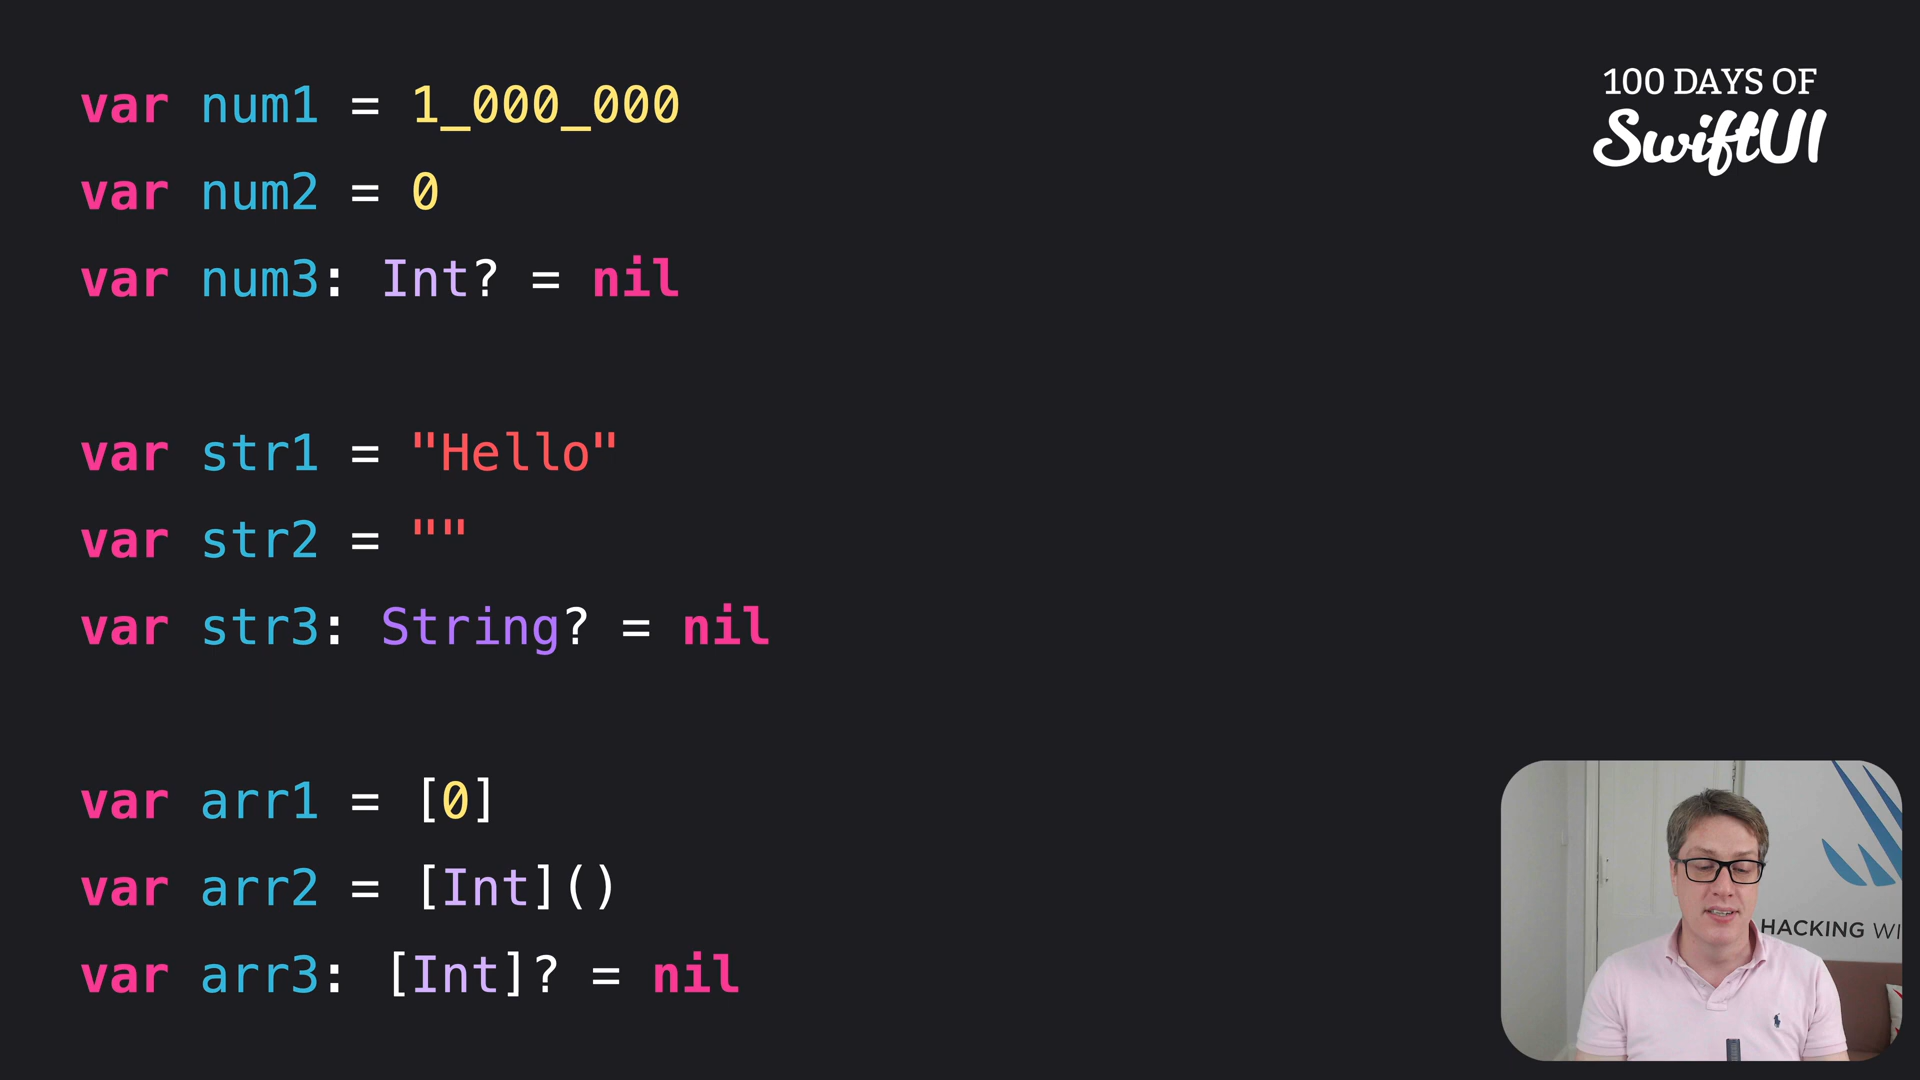 var num1 = 1_000_000
var num2 = 0
var num3: Int? = nil
var str1 = "Hello"
var str2 = ""
var str3: String? = nil
var arr1 = [0]
var arr2 = [Int]()
var arr3: [Int]? = nil
100 DAYS OF
SwiftUI
HACKING WI